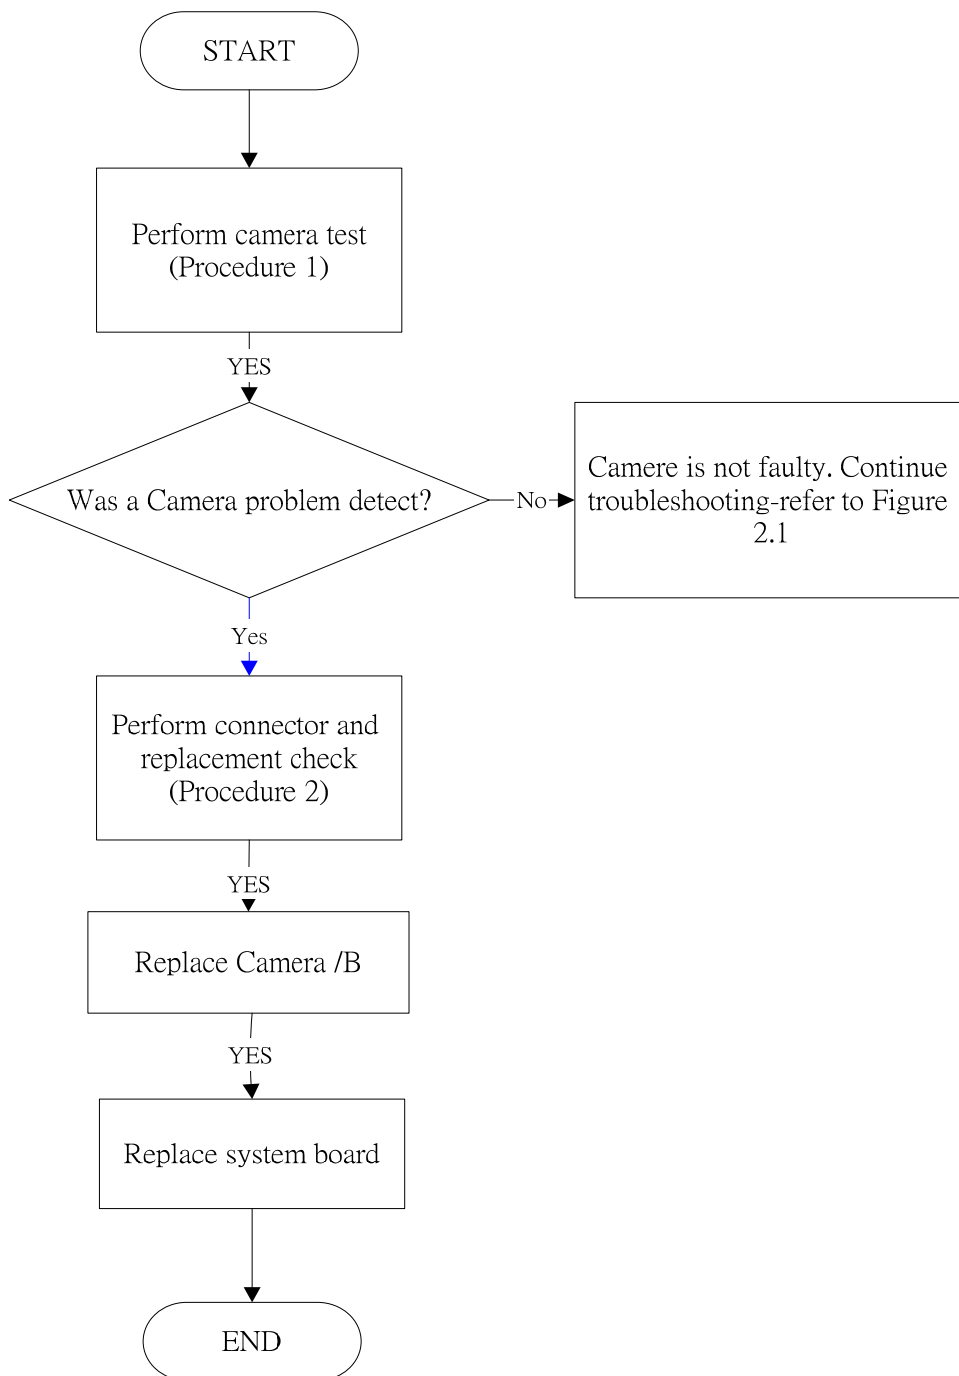 START
Perform camera test
(Procedure 1)
YES
Was a Camera problem detect?
No
Camere is not faulty. Continue
troubleshooting-refer to Figure
2.1
Yes
Perform connector and
replacement check
(Procedure 2)
YES
Replace Camera /B
YES
Replace system board
END